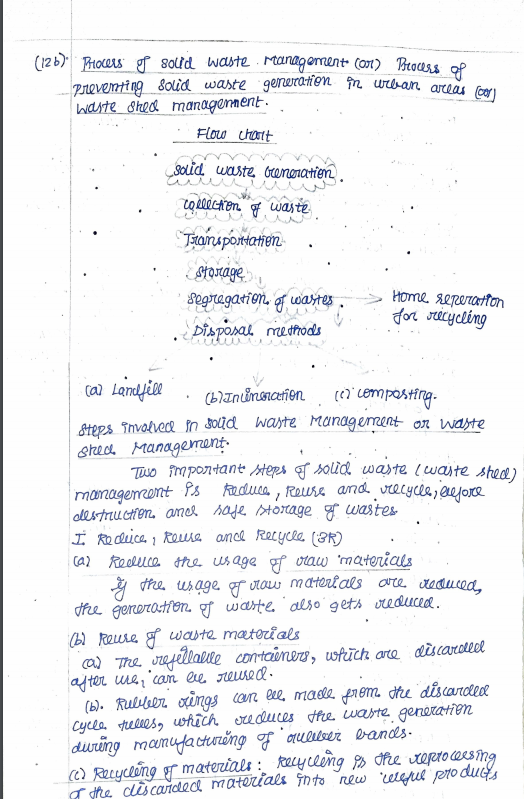 (12b). Process of solid waste management (or) Process of
preventing solid waste generation in urban areas (or)
waste shed management.
Flow chart
solid waste Generation
collection of waste
Transportation
storage
segregation of wastes → Home seperation
for recycling
Disposal methods
(a) Landfill (b) Incineration (c) composting.
steps involved in solid waste Management or waste
shed Management.
Two important steps of solid waste (waste shed)
management is Reduce, Reuse and recycle, before
destruction and safe storage of wastes
I Reduce, Reuse and Recycle (3R)
(a) Reduce the usage of raw materials
If the usage of raw materials are reduced,
the generation of waste also gets reduced.
(b) Reuse of waste materials
(a) The refillable containers, which are discarded
after use, can be reused.
(b). Rubber rings can be made from the discarded
cycle tubes, which reduces the waste generation
during manufacturing of rubber bands.
(c) Recycling of materials: Recycling is the reprocessing
of the discarded materials into new useful products